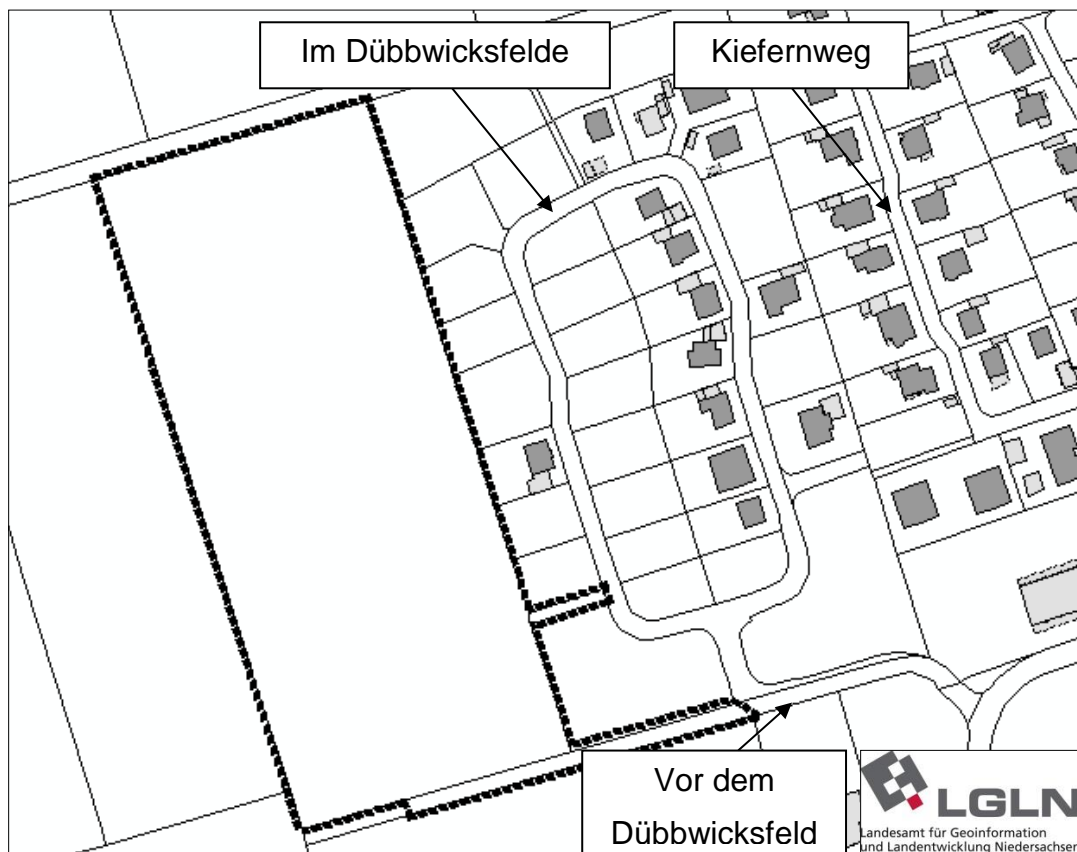 Im Dübbwicksfelde
Kiefernweg
Vor dem
Dübbwicksfeld
LGLN
Landesamt für Geoinformation
und Landentwicklung Niedersachsen